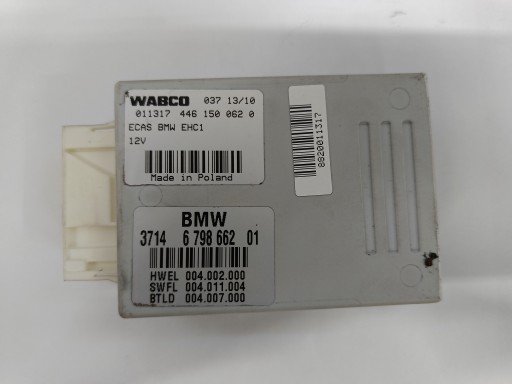 WABCO 037 13/10
011317 446 150 062 0
ECAS BMW EHC1
12V
Made in Poland
8820011317
BMW
3714 6 798 662 01
HWEL 004.002.000
SWFL 004.011.004
BTLD 004.007.000